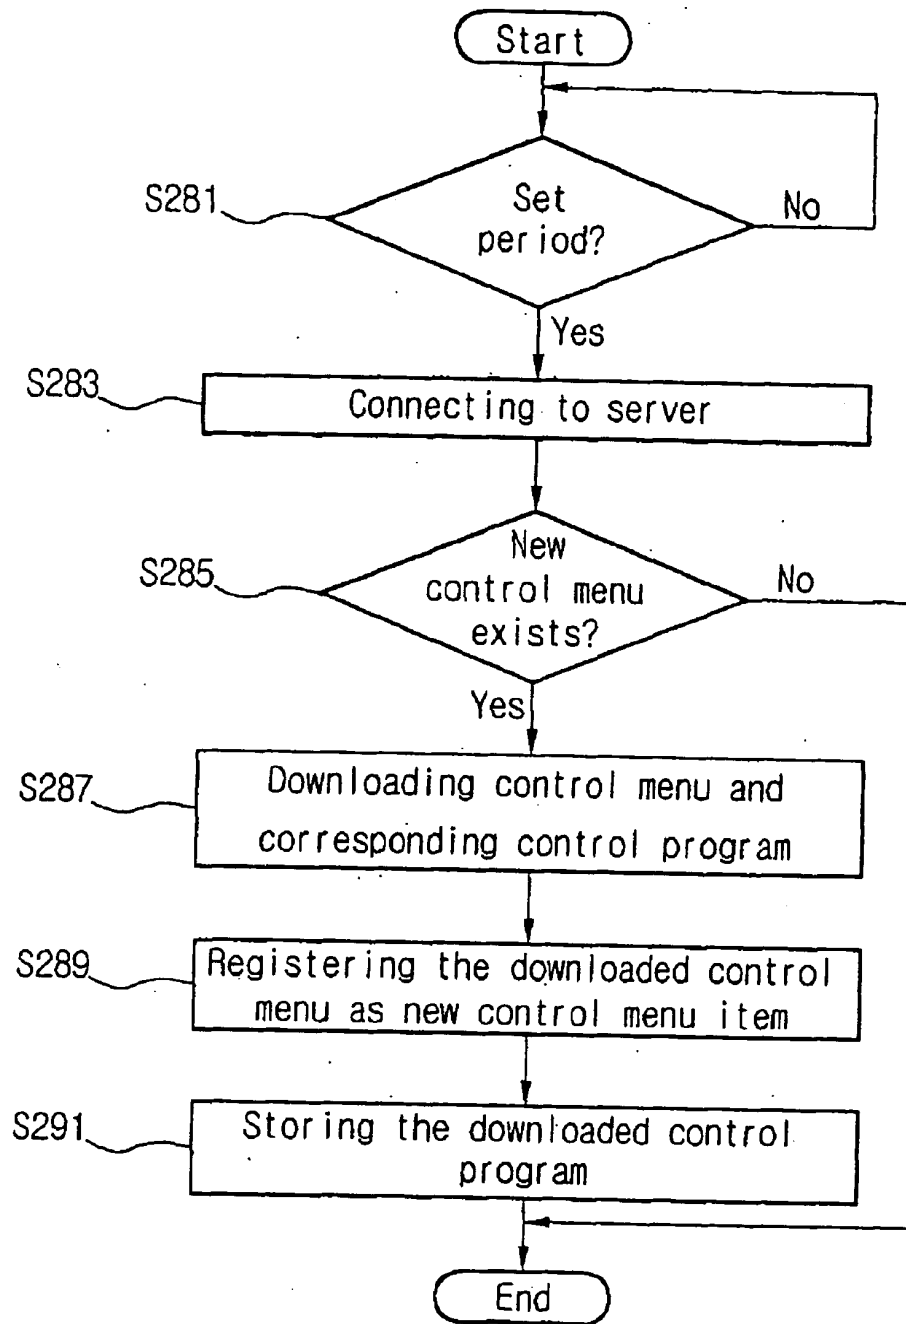 Start
S281
Set
period?
No
Yes
S283
Connecting to server
S285
New
control menu
exists?
No
Yes
S287
Downloading control menu and
corresponding control program
S289
Registering the downloaded control
menu as new control menu item
S291
Storing the downloaded control
program
End